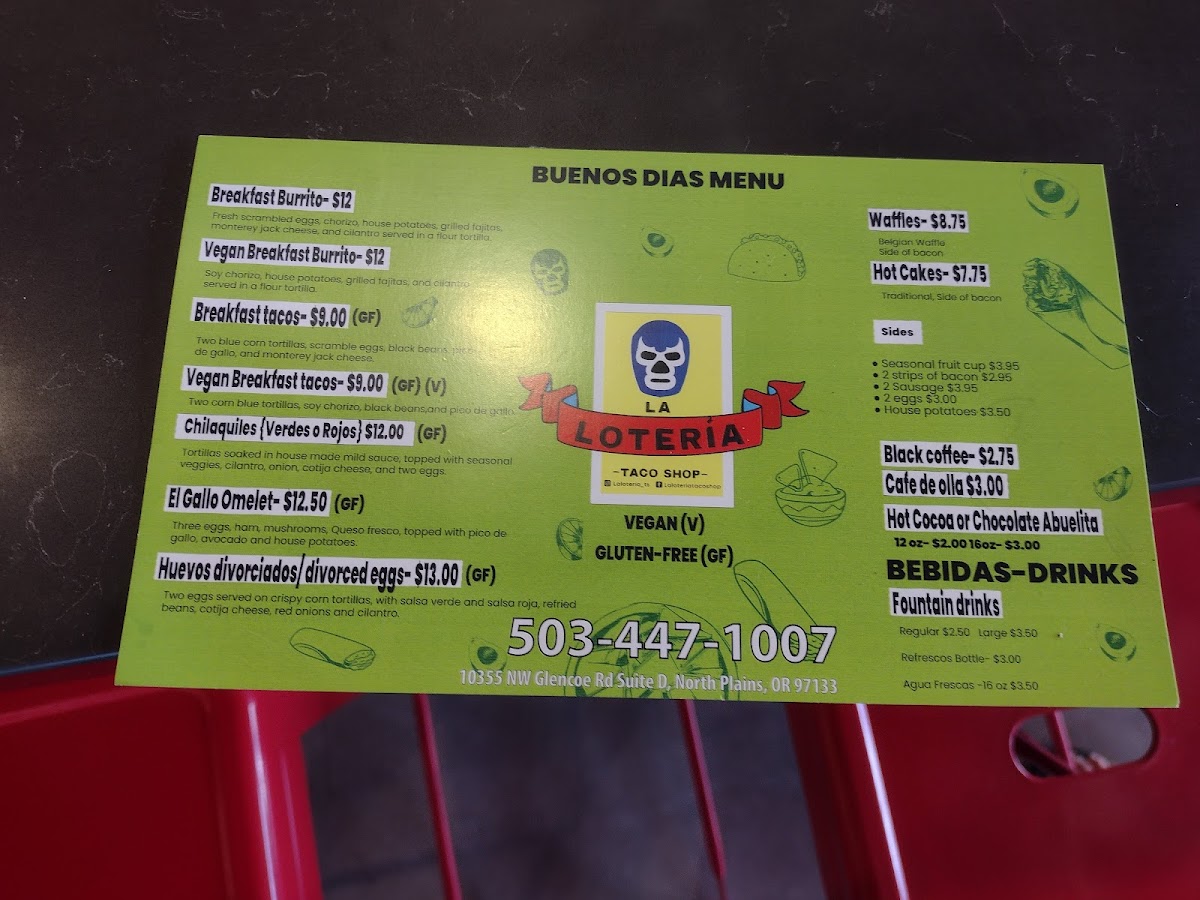 BUENOS DIAS MENU
Breakfast Burrito- $12
Fresh scrambled eggs, chorizo, house potatoes, grilled fajitas,
monterey jack cheese, and cilantro served in a flour tortilla.
Vegan Breakfast Burrito- $12
Soy chorizo, house potatoes, grilled fajitas, and cilantro
served in a flour tortilla.
Breakfast tacos- $9.00 (GF)
Two blue corn tortillas, scramble eggs, black beans, pico
de gallo, and monterey jack cheese.
Vegan Breakfast tacos- $9.00 (GF) (V)
Two corn blue tortillas, soy chorizo, black beans,and pico de gallo.
Chilaquiles {Verdes o Rojos} $12.00 (GF)
Tortillas soaked in house made mild sauce, topped with seasonal
veggies, cilantro, onion, cotija cheese, and two eggs.
El Gallo Omelet- $12.50 (GF)
Three eggs, ham, mushrooms, Queso fresco, topped with pico de
gallo, avocado and house potatoes.
Huevos divorciados/ divorced eggs- $13.00 (GF)
Two eggs served on crispy corn tortillas, with salsa verde and salsa roja, refried
beans, cotija cheese, red onions and cilantro.
LA
LOTERÍA
-TACO SHOP-
Laloteria_ts Laloteriatacoshop
VEGAN (V)
GLUTEN-FREE (GF)
503-447-1007
10355 NW Glencoe Rd Suite D, North Plains, OR 97133
Waffles- $8.75
Belgian Waffle
Side of bacon
Hot Cakes- $7.75
Traditional, Side of bacon
Sides
• Seasonal fruit cup $3.95
• 2 strips of bacon $2.95
• 2 Sausage $3.95
• 2 eggs $3.00
• House potatoes $3.50
Black coffee- $2.75
Cafe de olla $3.00
Hot Cocoa or Chocolate Abuelita
12 oz- $2.00 16oz- $3.00
BEBIDAS-DRINKS
Fountain drinks
Regular $2.50 Large $3.50
Refrescos Bottle- $3.00
Agua Frescas -16 oz $3.50